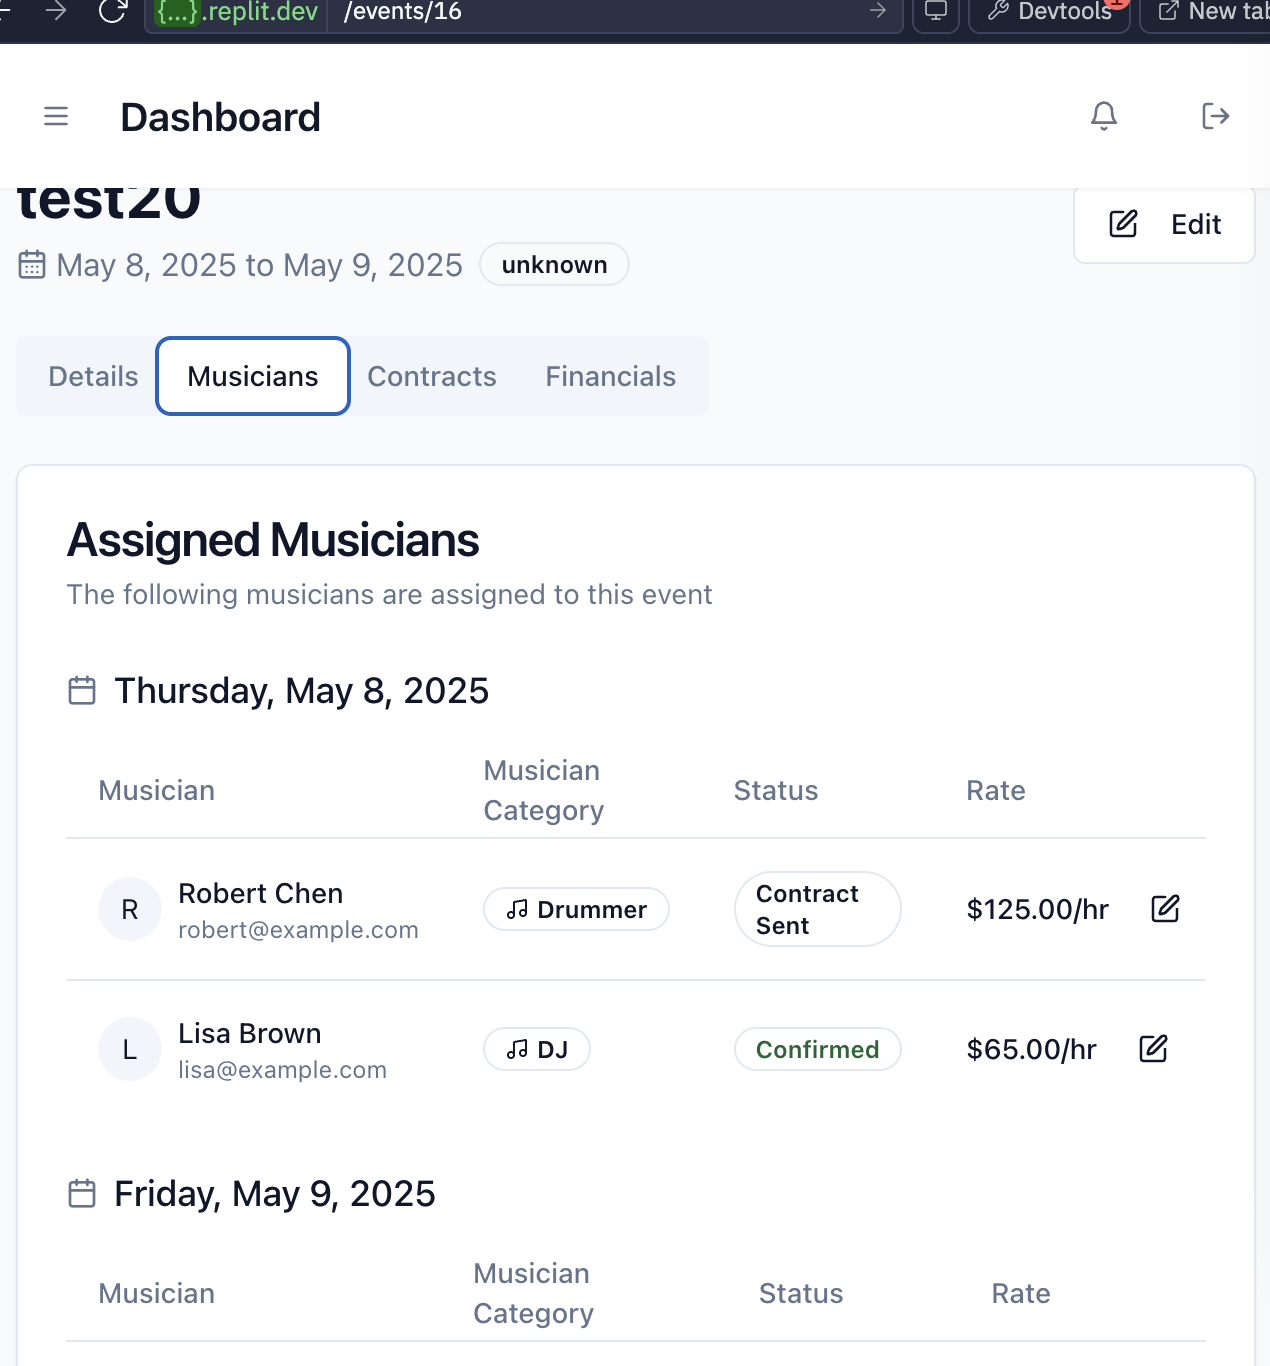 {...}.replit.dev /events/16 Devtools
Dashboard
test20
Edit
May 8, 2025 to May 9, 2025 unknown
Details Musicians Contracts Financials
Assigned Musicians
The following musicians are assigned to this event
Thursday, May 8, 2025
Musician Musician Category Status Rate
R Robert Chen Drummer Contract Sent $125.00/hr
robert@example.com
L Lisa Brown DJ Confirmed $65.00/hr
lisa@example.com
Friday, May 9, 2025
Musician Musician Category Status Rate